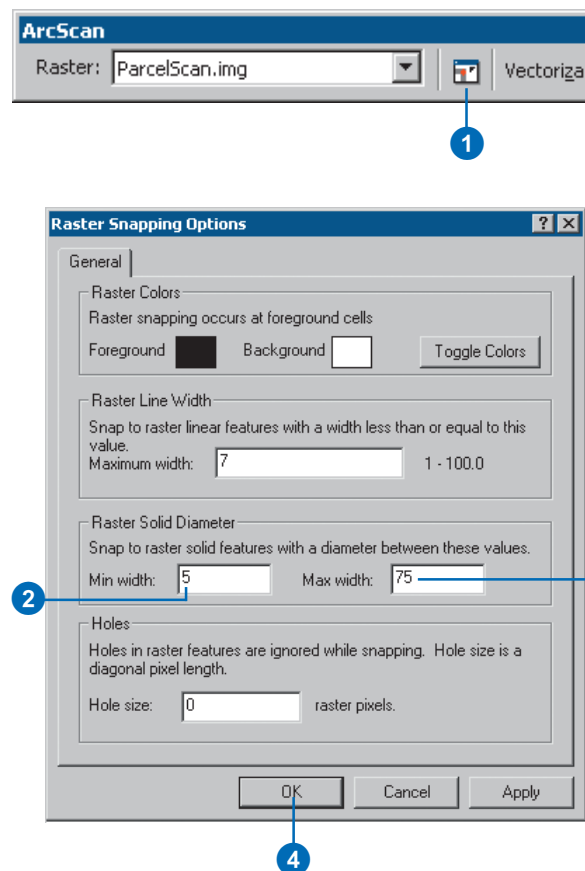 ArcScan
Raster: ParcelScan.img Vectoriza
1
Raster Snapping Options
General
Raster Colors
Raster snapping occurs at foreground cells
Foreground Background Toggle Colors
Raster Line Width
Snap to raster linear features with a width less than or equal to this
value.
Maximum width: 7 1 - 100.0
Raster Solid Diameter
Snap to raster solid features with a diameter between these values.
Min width: 5 Max width: 75
2
Holes
Holes in raster features are ignored while snapping. Hole size is a
diagonal pixel length.
Hole size: 0 raster pixels.
OK Cancel Apply
4